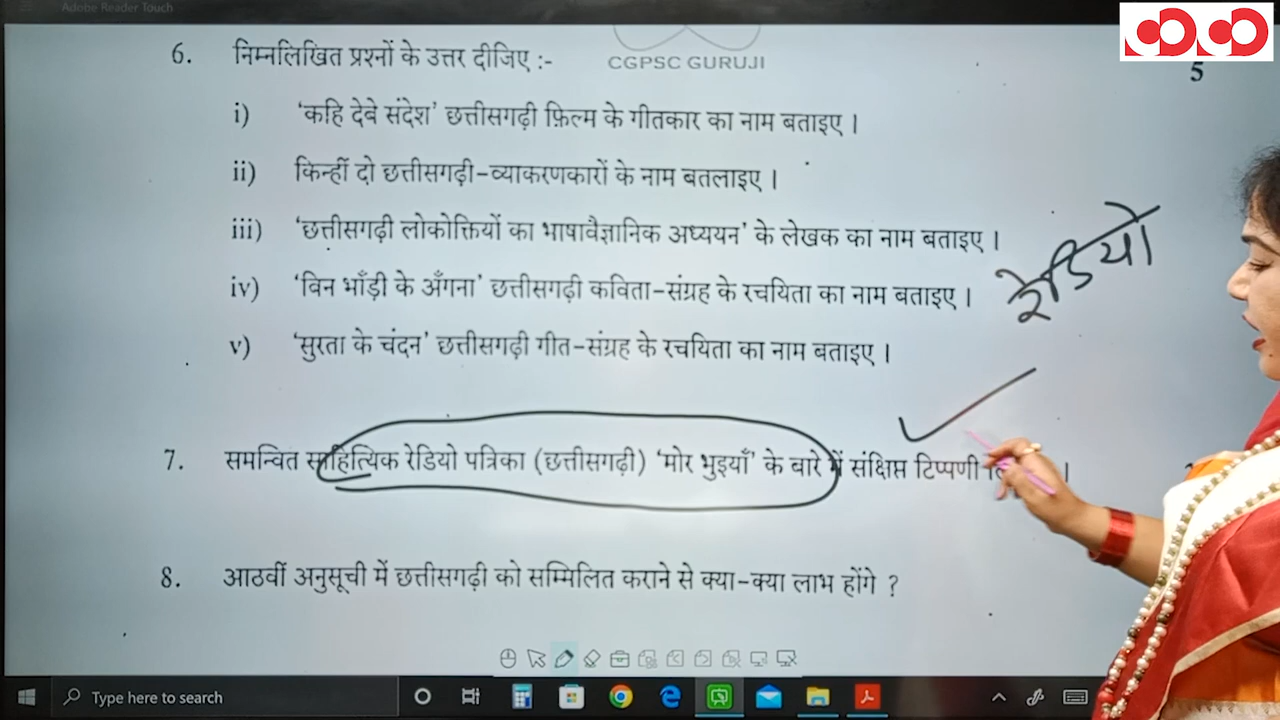 Adobe Reader Touch
CGPSC GURUJI
5
6. निम्नलिखित प्रश्नों के उत्तर दीजिए :-
i) 'कहि देबे संदेश' छत्तीसगढ़ी फ़िल्म के गीतकार का नाम बताइए ।
ii) किन्हीं दो छत्तीसगढ़ी-व्याकरणकारों के नाम बतलाइए ।
iii) 'छत्तीसगढ़ी लोकोक्तियों का भाषावैज्ञानिक अध्ययन' के लेखक का नाम बताइए ।
iv) 'बिन भाँड़ी के अँगना' छत्तीसगढ़ी कविता-संग्रह के रचयिता का नाम बताइए ।
v) 'सुरता के चंदन' छत्तीसगढ़ी गीत-संग्रह के रचयिता का नाम बताइए ।
रेडियो
7. समन्वित साहित्यिक रेडियो पत्रिका (छत्तीसगढ़ी) 'मोर भुइयाँ' के बारे में संक्षिप्त टिप्पणी ।
8. आठवीं अनुसूची में छत्तीसगढ़ी को सम्मिलित कराने से क्या-क्या लाभ होंगे ?
Type here to search